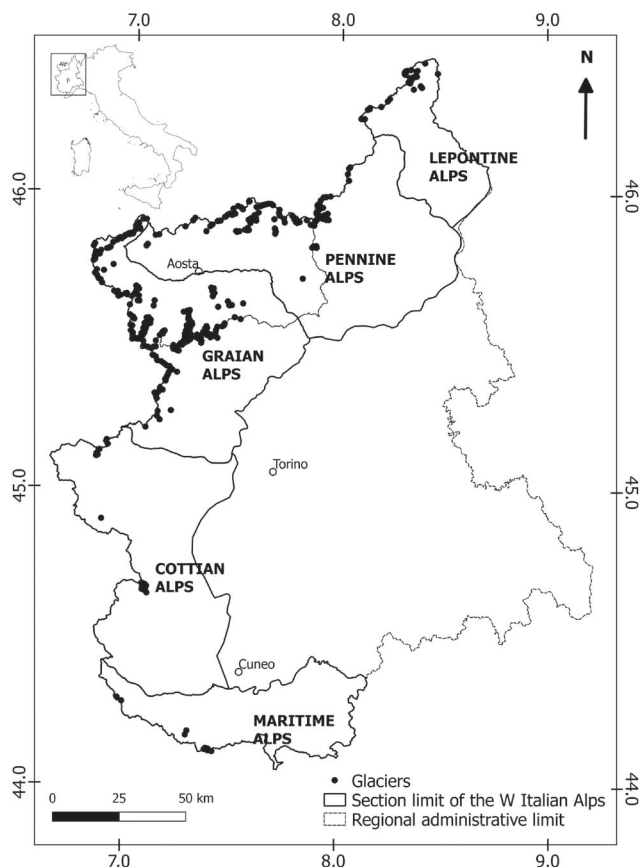 7.0
8.0
9.0
N
LEPONTINE
ALPS
46.0
46.0
PENNINE
ALPS
Aosta
GRAIAN
ALPS
Torino
45.0
45.0
COTTIAN
ALPS
Cuneo
MARITIME
ALPS
44.0
44.0
Glaciers
0
25
50 km
Section limit of the W Italian Alps
Regional administrative limit
7.0
8.0
9.0